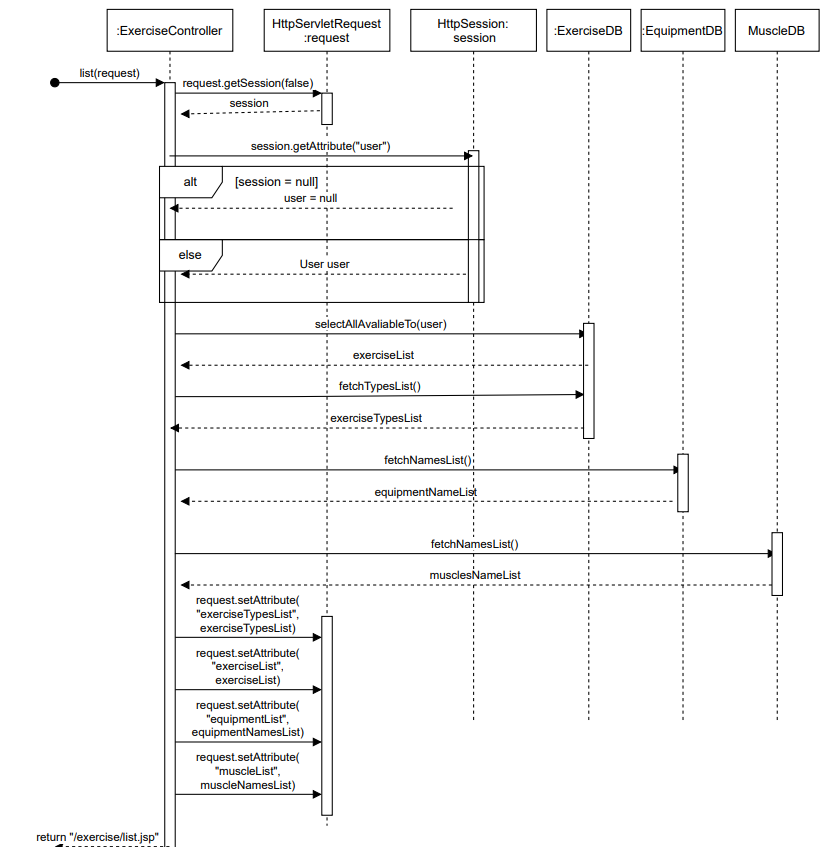 :ExerciseController
HttpServletRequest
:request
HttpSession:
session
:ExerciseDB
:EquipmentDB
MuscleDB
list(request)
request.getSession(false)
session
session.getAttribute("user")
alt
[session = null]
user = null
else
User user
selectAllAvaliableTo(user)
exerciseList
fetchTypesList()
exerciseTypesList
fetchNamesList()
equipmentNameList
fetchNamesList()
musclesNameList
request.setAttribute(
"exerciseTypesList",
exerciseTypesList)
request.setAttribute(
"exerciseList",
exerciseList)
request.setAttribute(
"equipmentList",
equipmentNamesList)
request.setAttribute(
"muscleList",
muscleNamesList)
return "/exercise/list.jsp"